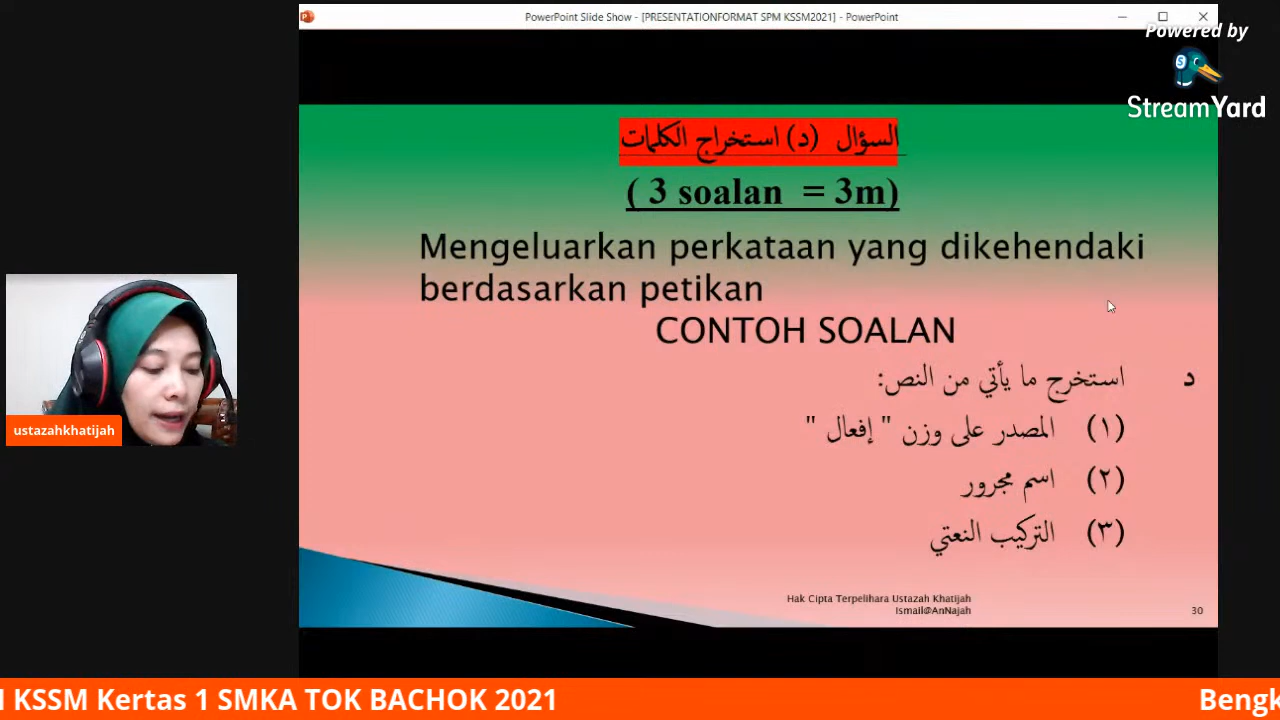 PowerPoint Slide Show - [PRESENTATIONFORMAT SPM KSSM2021] - PowerPoint
Powered by
StreamYard
السؤال (د) استخراج الكلمات
( 3 soalan = 3m)
Mengeluarkan perkataan yang dikehendaki
berdasarkan petikan
CONTOH SOALAN
د استخرج ما يأتي من النص:
(١) المصدر على وزن " إفعال "
(٢) اسم مجرور
(٣) التركيب النعتي
ustazahkhatijah
Hak Cipta Terpelihara Ustazah Khatijah
Ismail@AnNajah
30
KSSM Kertas 1 SMKA TOK BACHOK 2021
Bengk